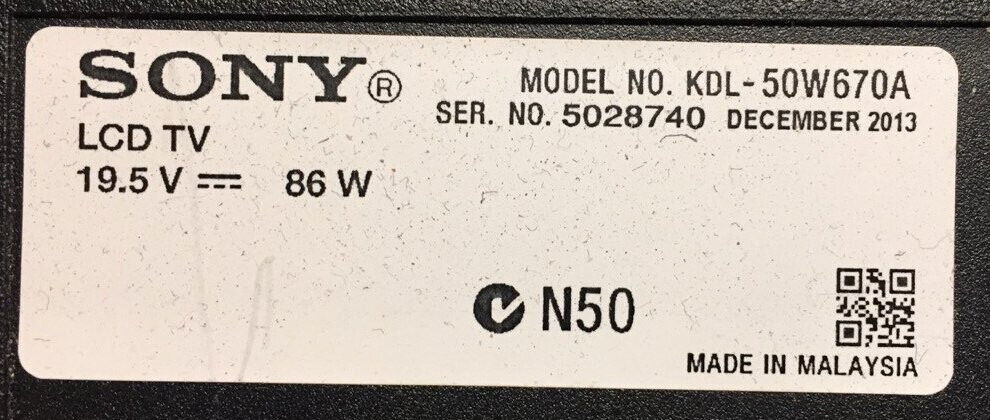 SONY®
MODEL NO. KDL-50W670A
SER. NO. 5028740 DECEMBER 2013
LCD TV
19.5 V ⎓ 86 W
N50
MADE IN MALAYSIA